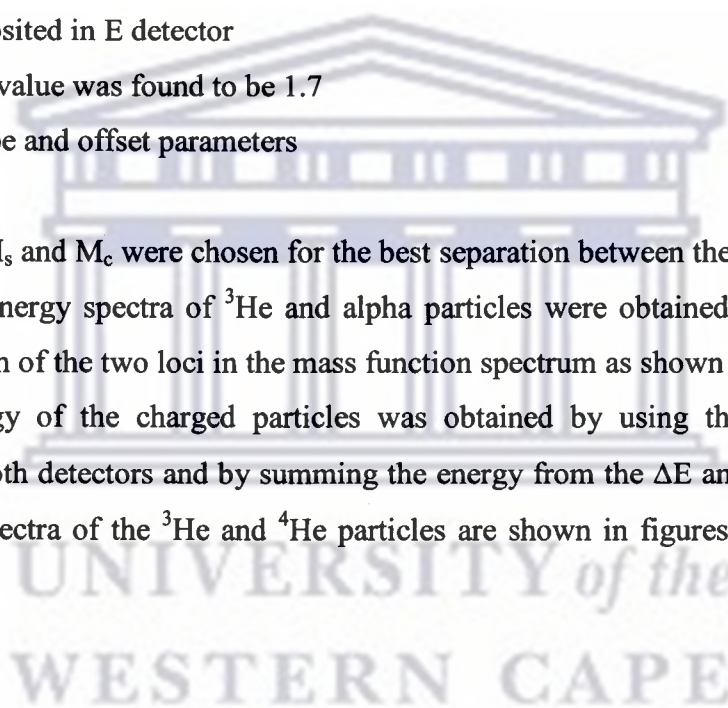 sited in E detector
value was found to be 1.7
e and offset parameters
s and Mc were chosen for the best separation between the
nergy spectra of ³He and alpha particles were obtained
of the two loci in the mass function spectrum as shown
gy of the charged particles was obtained by using th
oth detectors and by summing the energy from the ΔE an
ectra of the ³He and ⁴He particles are shown in figures
UNIVERSITY of the
WESTERN CAPE